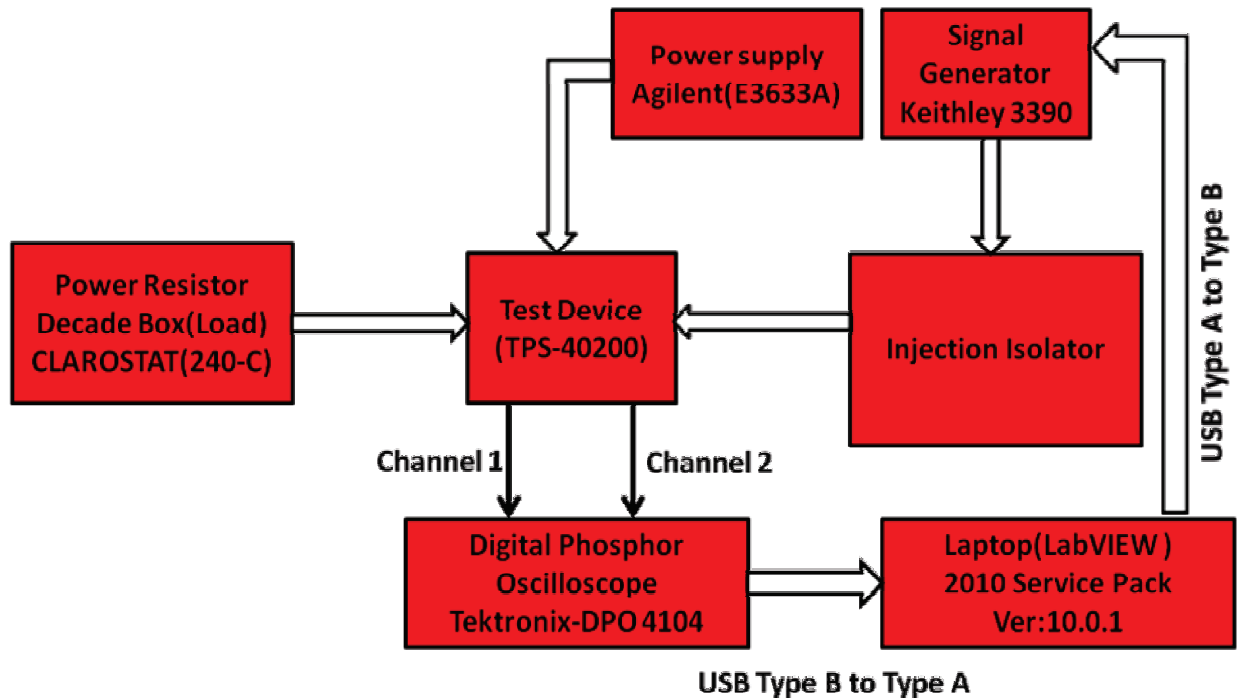 Power supply
Agilent(E3633A)
Signal
Generator
Keithley 3390
USB Type A to Type B
Power Resistor
Decade Box(Load)
CLAROSTAT(240-C)
Test Device
(TPS-40200)
Injection Isolator
Channel 1
Channel 2
Digital Phosphor
Oscilloscope
Tektronix-DPO 4104
Laptop(LabVIEW )
2010 Service Pack
Ver:10.0.1
USB Type B to Type A